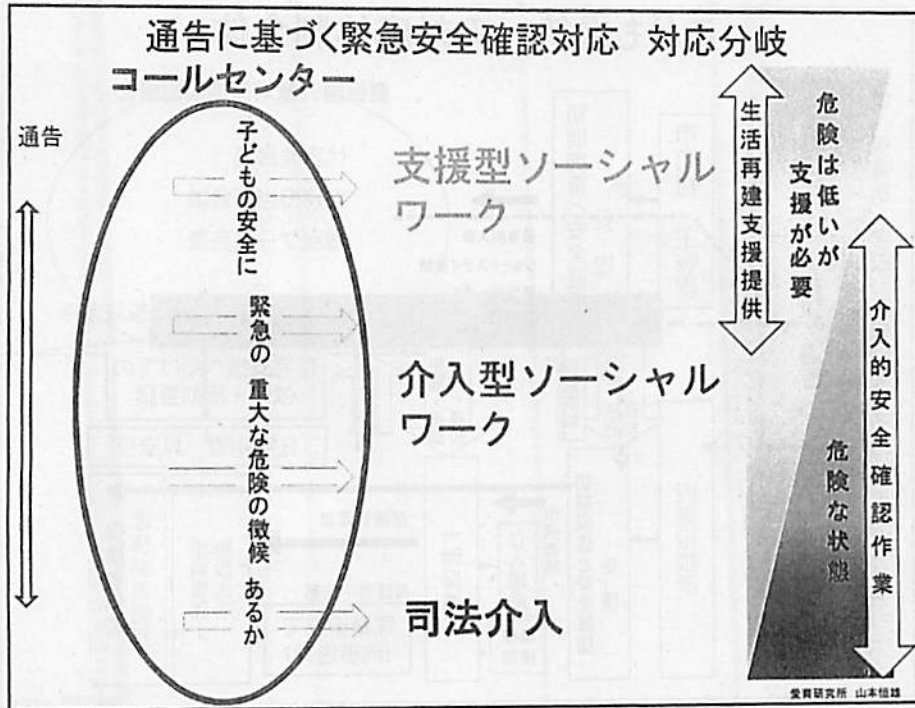 通告に基づく緊急安全確認対応　対応分岐
コールセンター
通告
子どもの安全に　緊急の　重大な危険の徴候　あるか
支援型ソーシャル
ワーク
介入型ソーシャル
ワーク
司法介入
生活再建支援提供
危険は低いが
支援が必要
危険な状態
介入的安全確認作業
愛育研究所　山本恒雄